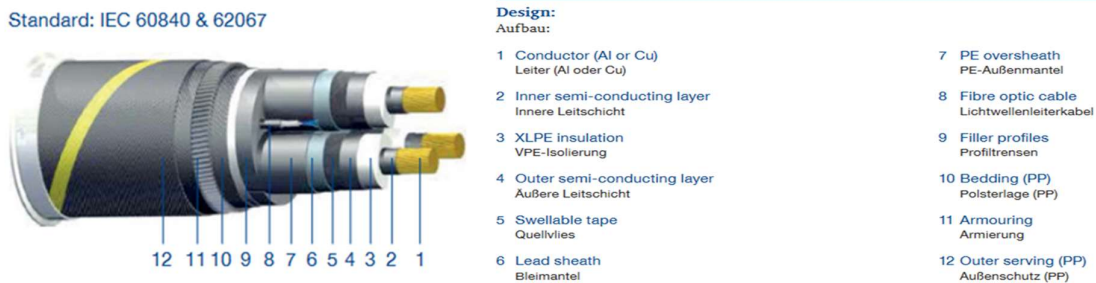 Standard: IEC 60840 & 62067
12 11 10 9 8 7 6 5 4 3 2 1
Design:
Aufbau:
1 Conductor (Al or Cu)
Leiter (Al oder Cu)
2 Inner semi-conducting layer
Innere Leitschicht
3 XLPE insulation
VPE-Isolierung
4 Outer semi-conducting layer
Äußere Leitschicht
5 Swellable tape
Quellvlies
6 Lead sheath
Bleimantel
7 PE oversheath
PE-Außenmantel
8 Fibre optic cable
Lichtwellenleiterkabel
9 Filler profiles
Profiltrensen
10 Bedding (PP)
Polsterlage (PP)
11 Armouring
Armierung
12 Outer serving (PP)
Außenschutz (PP)